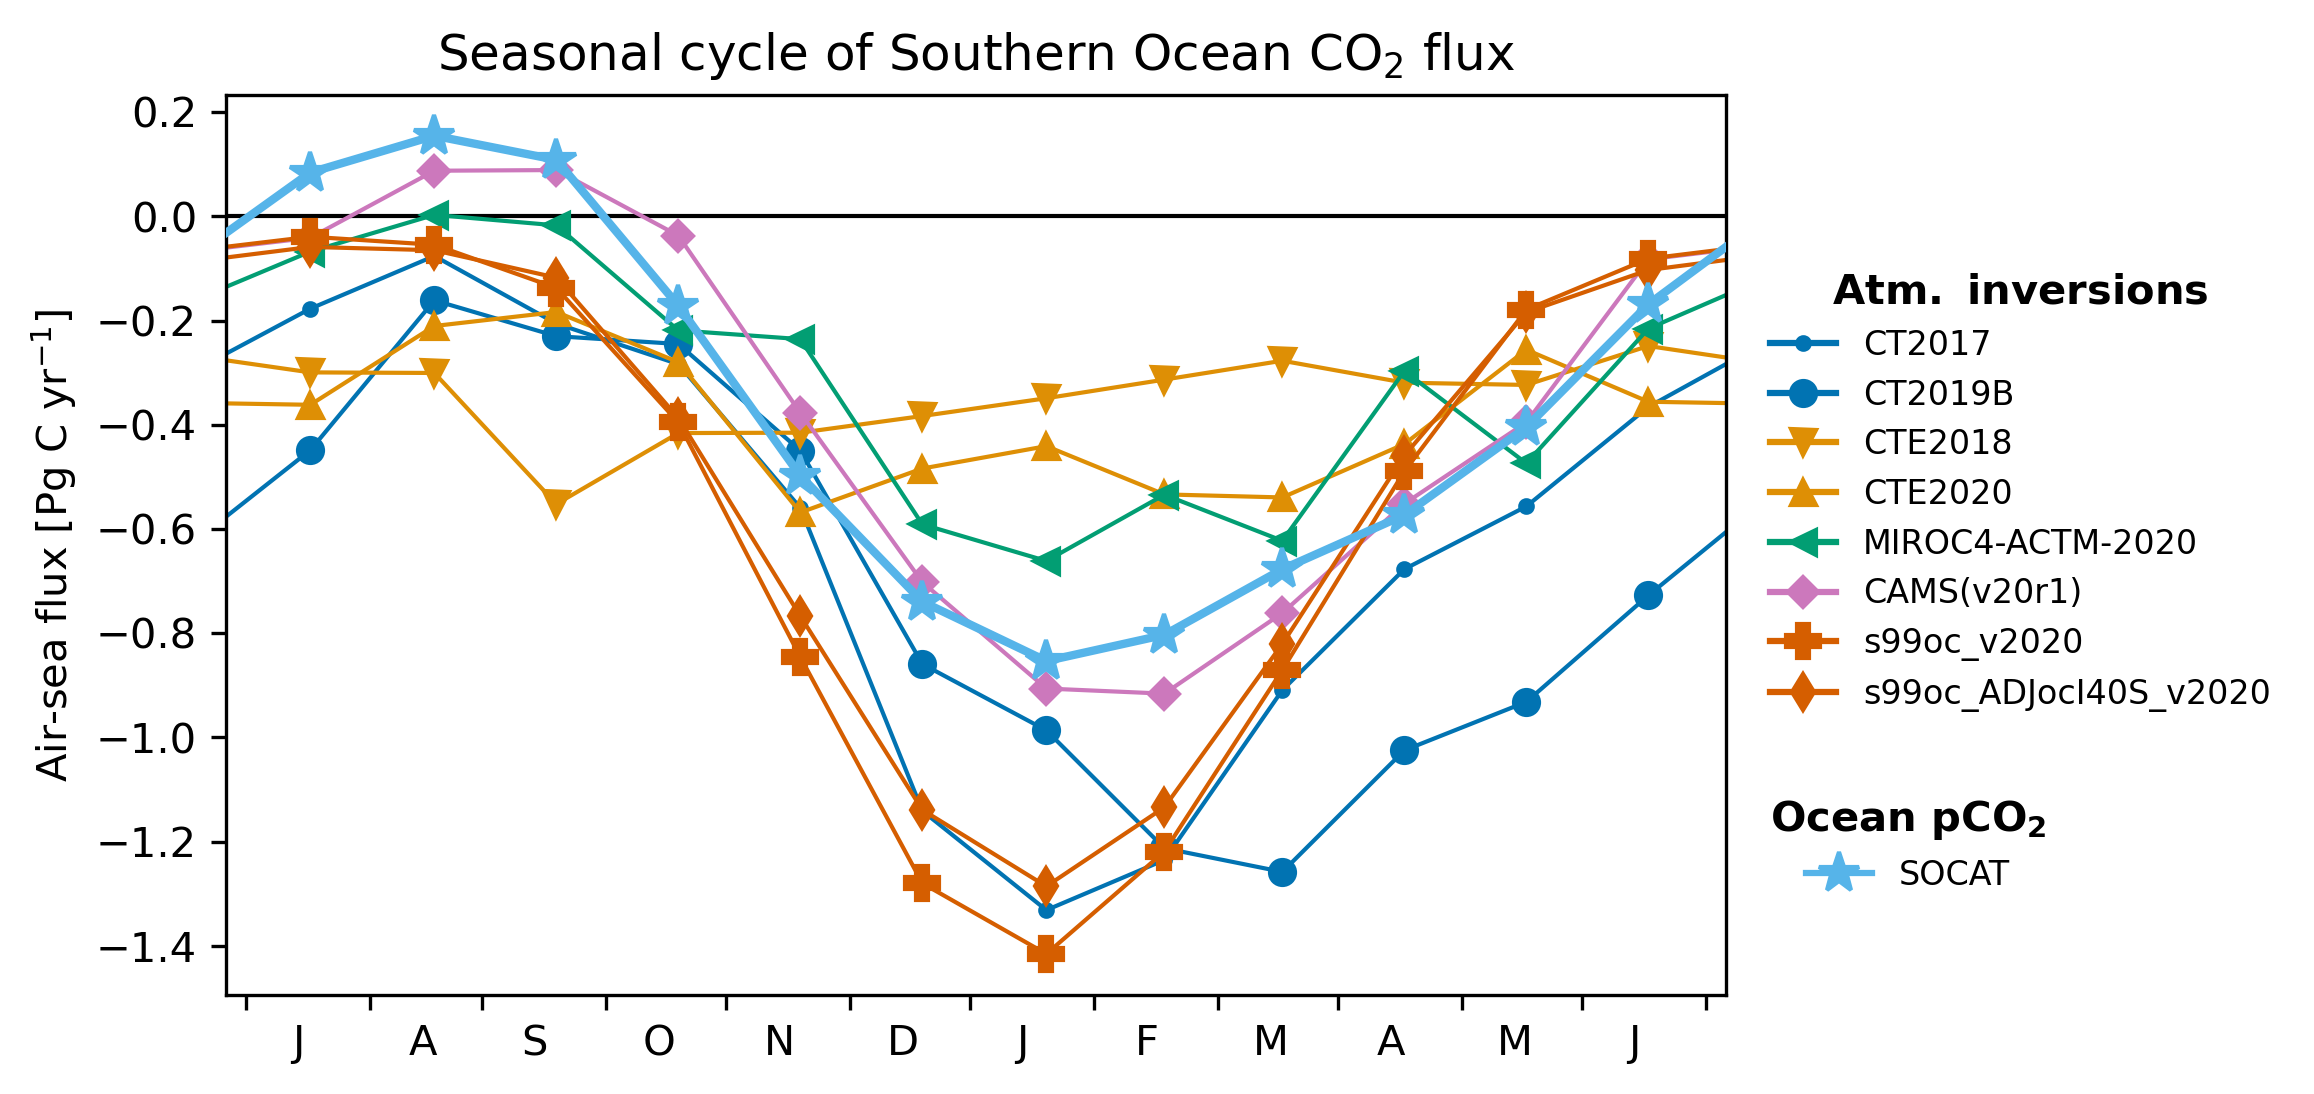 Seasonal cycle of Southern Ocean CO₂ flux
Air-sea flux [Pg C yr⁻¹]
0.2
0.0
−0.2
−0.4
−0.6
−0.8
−1.0
−1.2
−1.4
J A S O N D J F M A M J
Atm. inversions
CT2017
CT2019B
CTE2018
CTE2020
MIROC4-ACTM-2020
CAMS(v20r1)
s99oc_v2020
s99oc_ADJocI40S_v2020
Ocean pCO₂
SOCAT